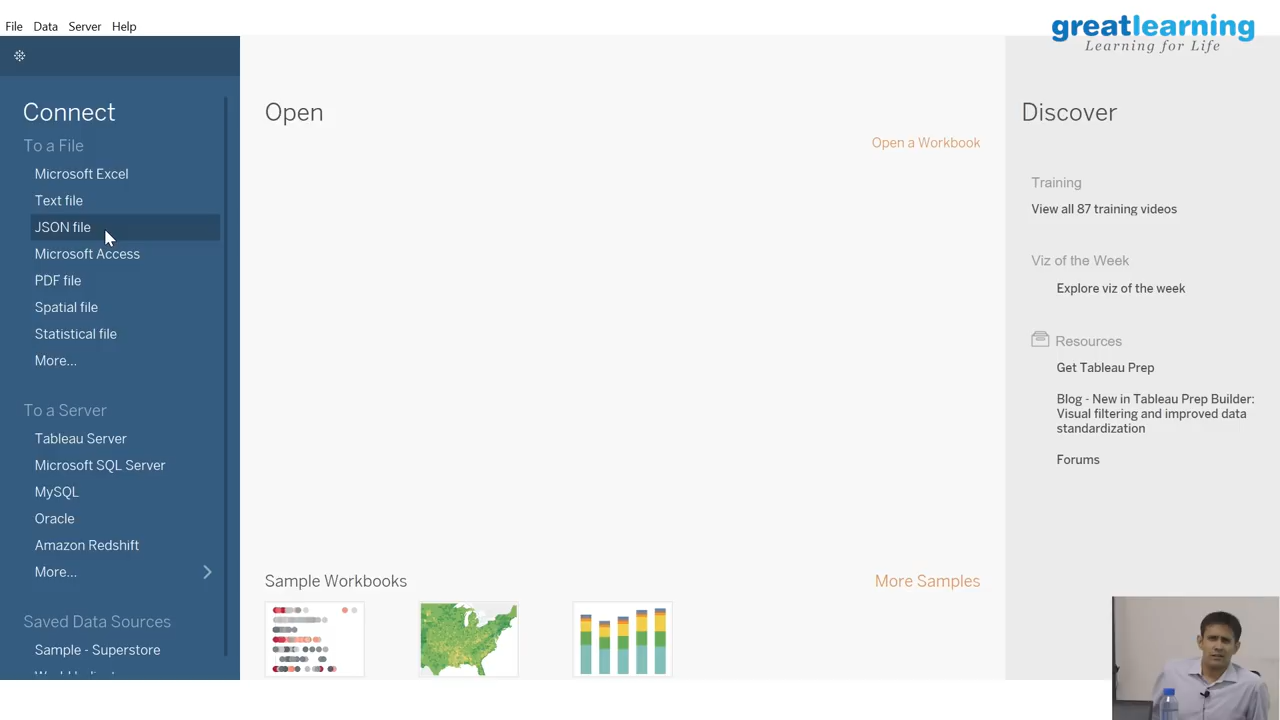 File Data Server Help
greatlearning
Learning for Life
Connect
To a File
Microsoft Excel
Text file
JSON file
Microsoft Access
PDF file
Spatial file
Statistical file
More...
To a Server
Tableau Server
Microsoft SQL Server
MySQL
Oracle
Amazon Redshift
More...
Saved Data Sources
Sample - Superstore
Open
Open a Workbook
Sample Workbooks
More Samples
Discover
Training
View all 87 training videos
Viz of the Week
Explore viz of the week
Resources
Get Tableau Prep
Blog - New in Tableau Prep Builder:
Visual filtering and improved data
standardization
Forums